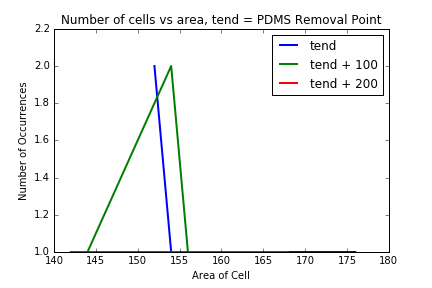 Number of cells vs area, tend = PDMS Removal Point
2.2
2.0
1.8
1.6
1.4
1.2
1.0
Number of Occurrences
tend
tend + 100
tend + 200
140
145
150
155
160
165
170
175
180
Area of Cell